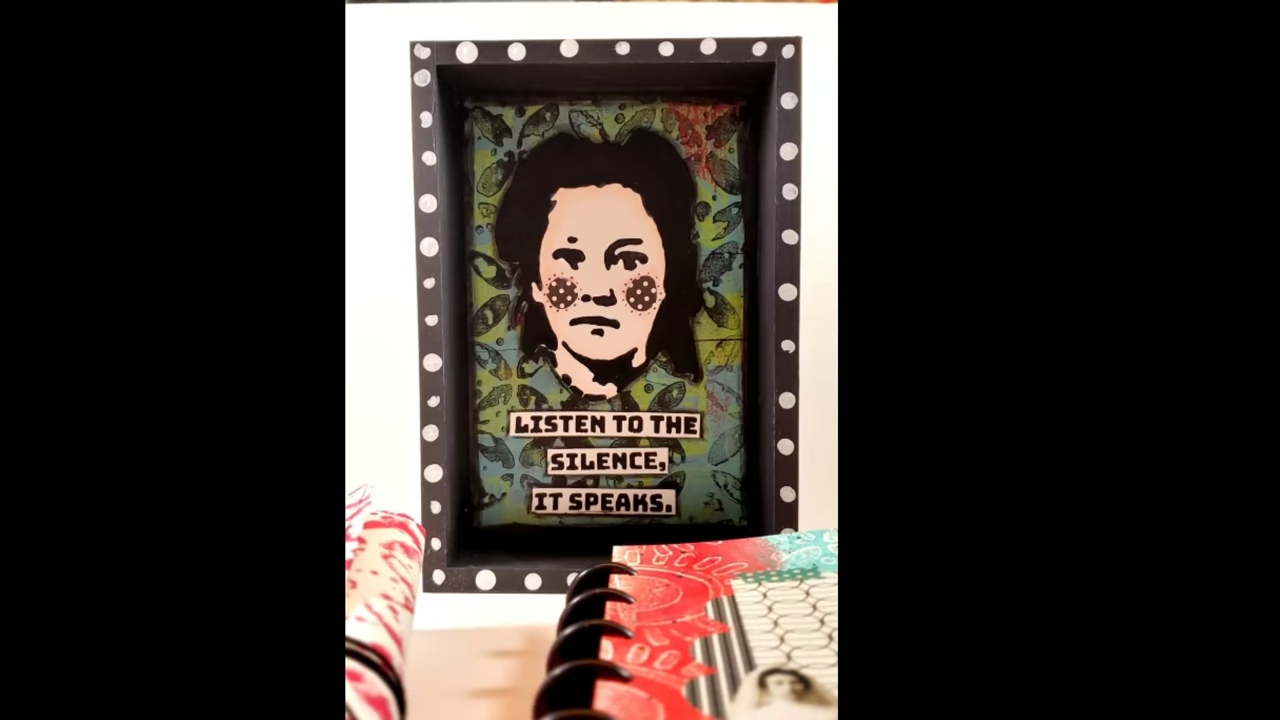 LISTEN TO THE
SILENCE,
IT SPEAKS.